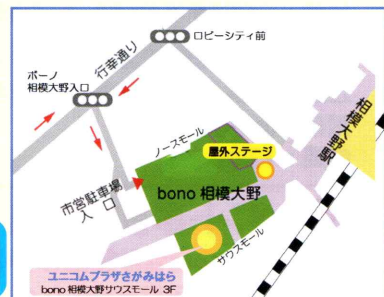 ロビーシティ前
行幸通り
ボーノ
相模大野入口
ノースモール
相模大野駅
屋外ステージ
市営駐車場
入口
bono 相模大野
サウスモール
ユニコムプラザさがみはら
bono 相模大野サウスモール 3F